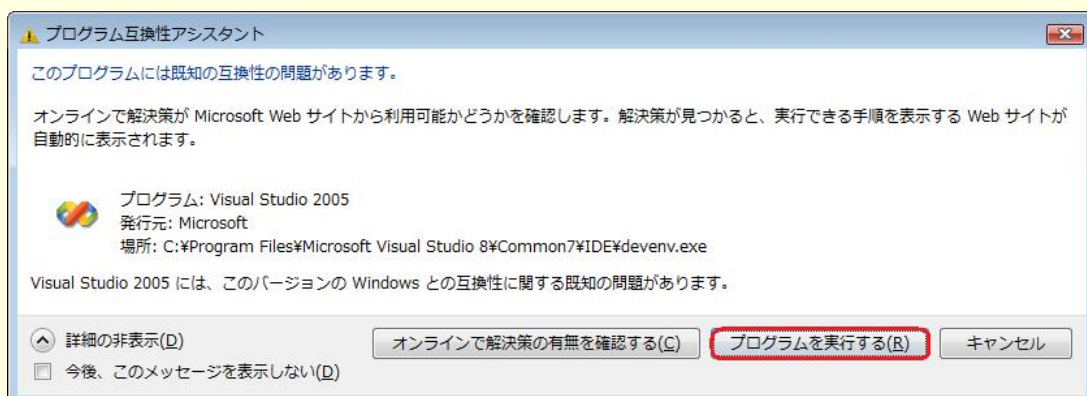 プログラム互換性アシスタント
このプログラムには既知の互換性の問題があります。
オンラインで解決策が Microsoft Web サイトから利用可能かどうかを確認します。解決策が見つかると、実行できる手順を表示する Web サイトが
自動的に表示されます。
プログラム: Visual Studio 2005
発行元: Microsoft
場所: C:¥Program Files¥Microsoft Visual Studio 8¥Common7¥IDE¥devenv.exe
Visual Studio 2005 には、このバージョンの Windows との互換性に関する既知の問題があります。
詳細の非表示(D) オンラインで解決策の有無を確認する(C) プログラムを実行する(R) キャンセル
今後、このメッセージを表示しない(D)